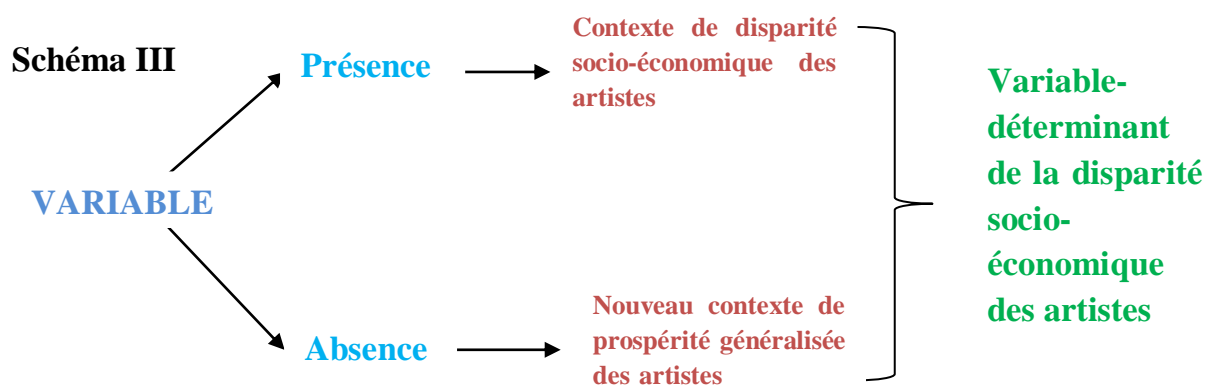 Schéma III
VARIABLE
Présence
Contexte de disparité
socio-économique des
artistes
Absence
Nouveau contexte de
prospérité généralisée
des artistes
Variable-
déterminant
de la disparité
socio-
économique
des artistes